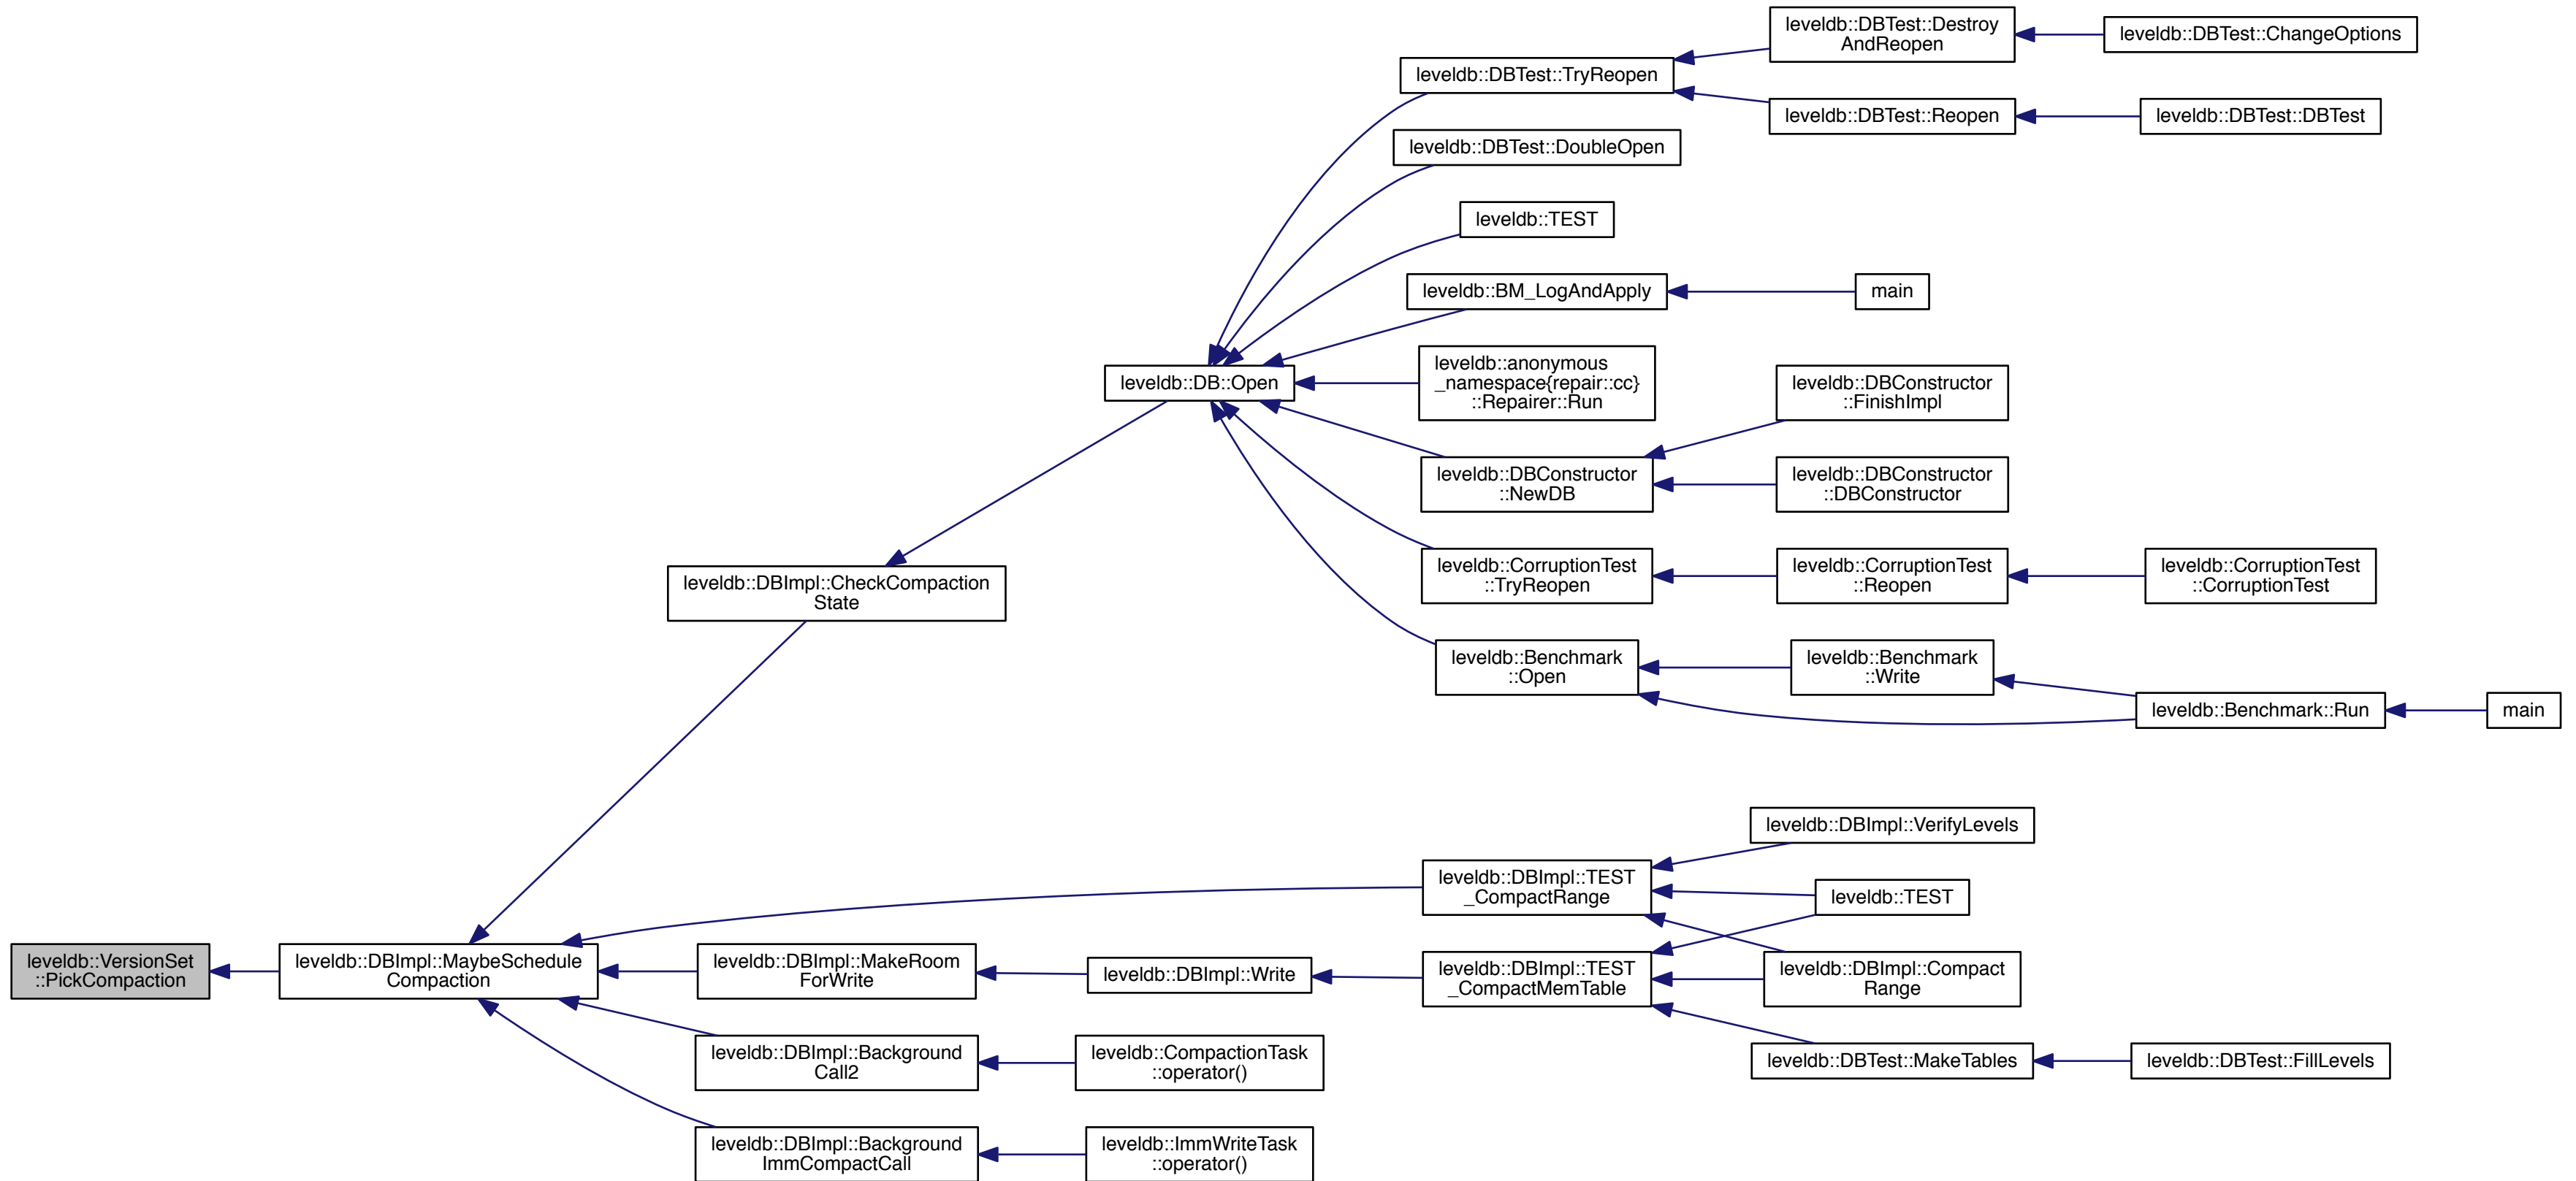 leveldb::DBTest::Destroy
AndReopen
leveldb::DBTest::ChangeOptions
leveldb::DBTest::TryReopen
leveldb::DBTest::Reopen
leveldb::DBTest::DBTest
leveldb::DBTest::DoubleOpen
leveldb::TEST
leveldb::BM_LogAndApply
main
leveldb::DB::Open
leveldb::anonymous
_namespace{repair::cc}
::Repairer::Run
leveldb::DBConstructor
::FinishImpl
leveldb::DBConstructor
::NewDB
leveldb::DBConstructor
::DBConstructor
leveldb::DBImpl::CheckCompaction
State
leveldb::CorruptionTest
::TryReopen
leveldb::CorruptionTest
::Reopen
leveldb::CorruptionTest
::CorruptionTest
leveldb::Benchmark
::Open
leveldb::Benchmark
::Write
leveldb::Benchmark::Run
main
leveldb::DBImpl::VerifyLevels
leveldb::DBImpl::TEST
_CompactRange
leveldb::TEST
leveldb::VersionSet
::PickCompaction
leveldb::DBImpl::MaybeSchedule
Compaction
leveldb::DBImpl::MakeRoom
ForWrite
leveldb::DBImpl::Write
leveldb::DBImpl::TEST
_CompactMemTable
leveldb::DBImpl::Compact
Range
leveldb::DBImpl::Background
Call2
leveldb::CompactionTask
::operator()
leveldb::DBTest::MakeTables
leveldb::DBTest::FillLevels
leveldb::DBImpl::Background
ImmCompactCall
leveldb::ImmWriteTask
::operator()